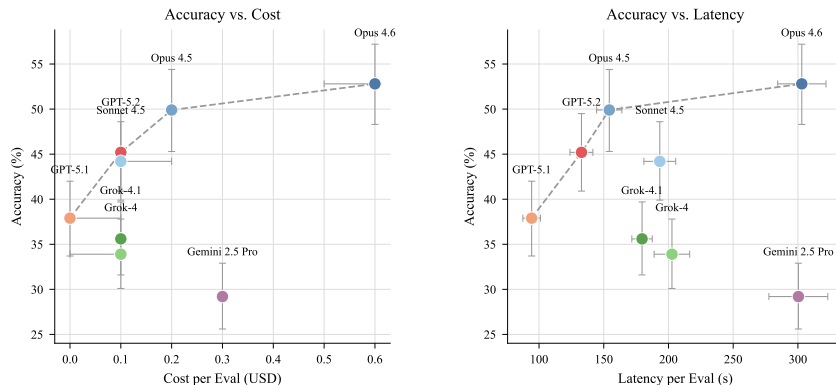 Accuracy vs. Cost
Opus 4.6
Opus 4.5
GPT-5.2
Sonnet 4.5
GPT-5.1
Grok-4.1
Grok-4
Gemini 2.5 Pro
55
50
45
40
35
30
25
Accuracy (%)
0.0 0.1 0.2 0.3 0.4 0.5 0.6
Cost per Eval (USD)
Accuracy vs. Latency
Opus 4.6
Opus 4.5
GPT-5.2
Sonnet 4.5
GPT-5.1
Grok-4.1
Grok-4
Gemini 2.5 Pro
55
50
45
40
35
30
25
Accuracy (%)
100 150 200 250 300
Latency per Eval (s)